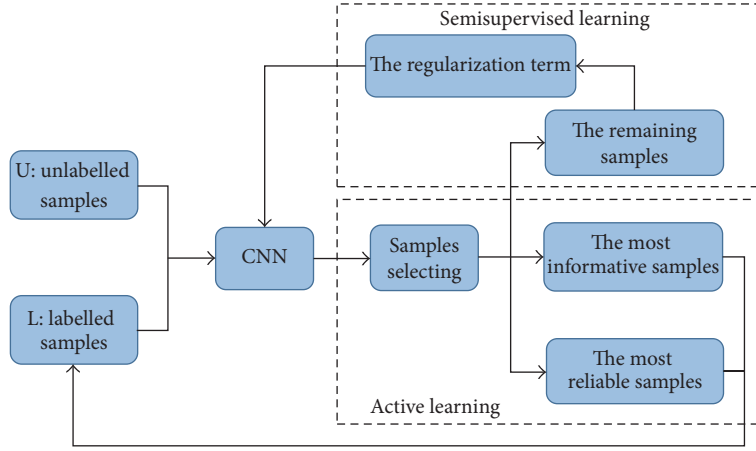 Semisupervised learning
The regularization term
The remaining
samples
U: unlabelled
samples
CNN
Samples
selecting
The most
informative samples
L: labelled
samples
The most
reliable samples
Active learning